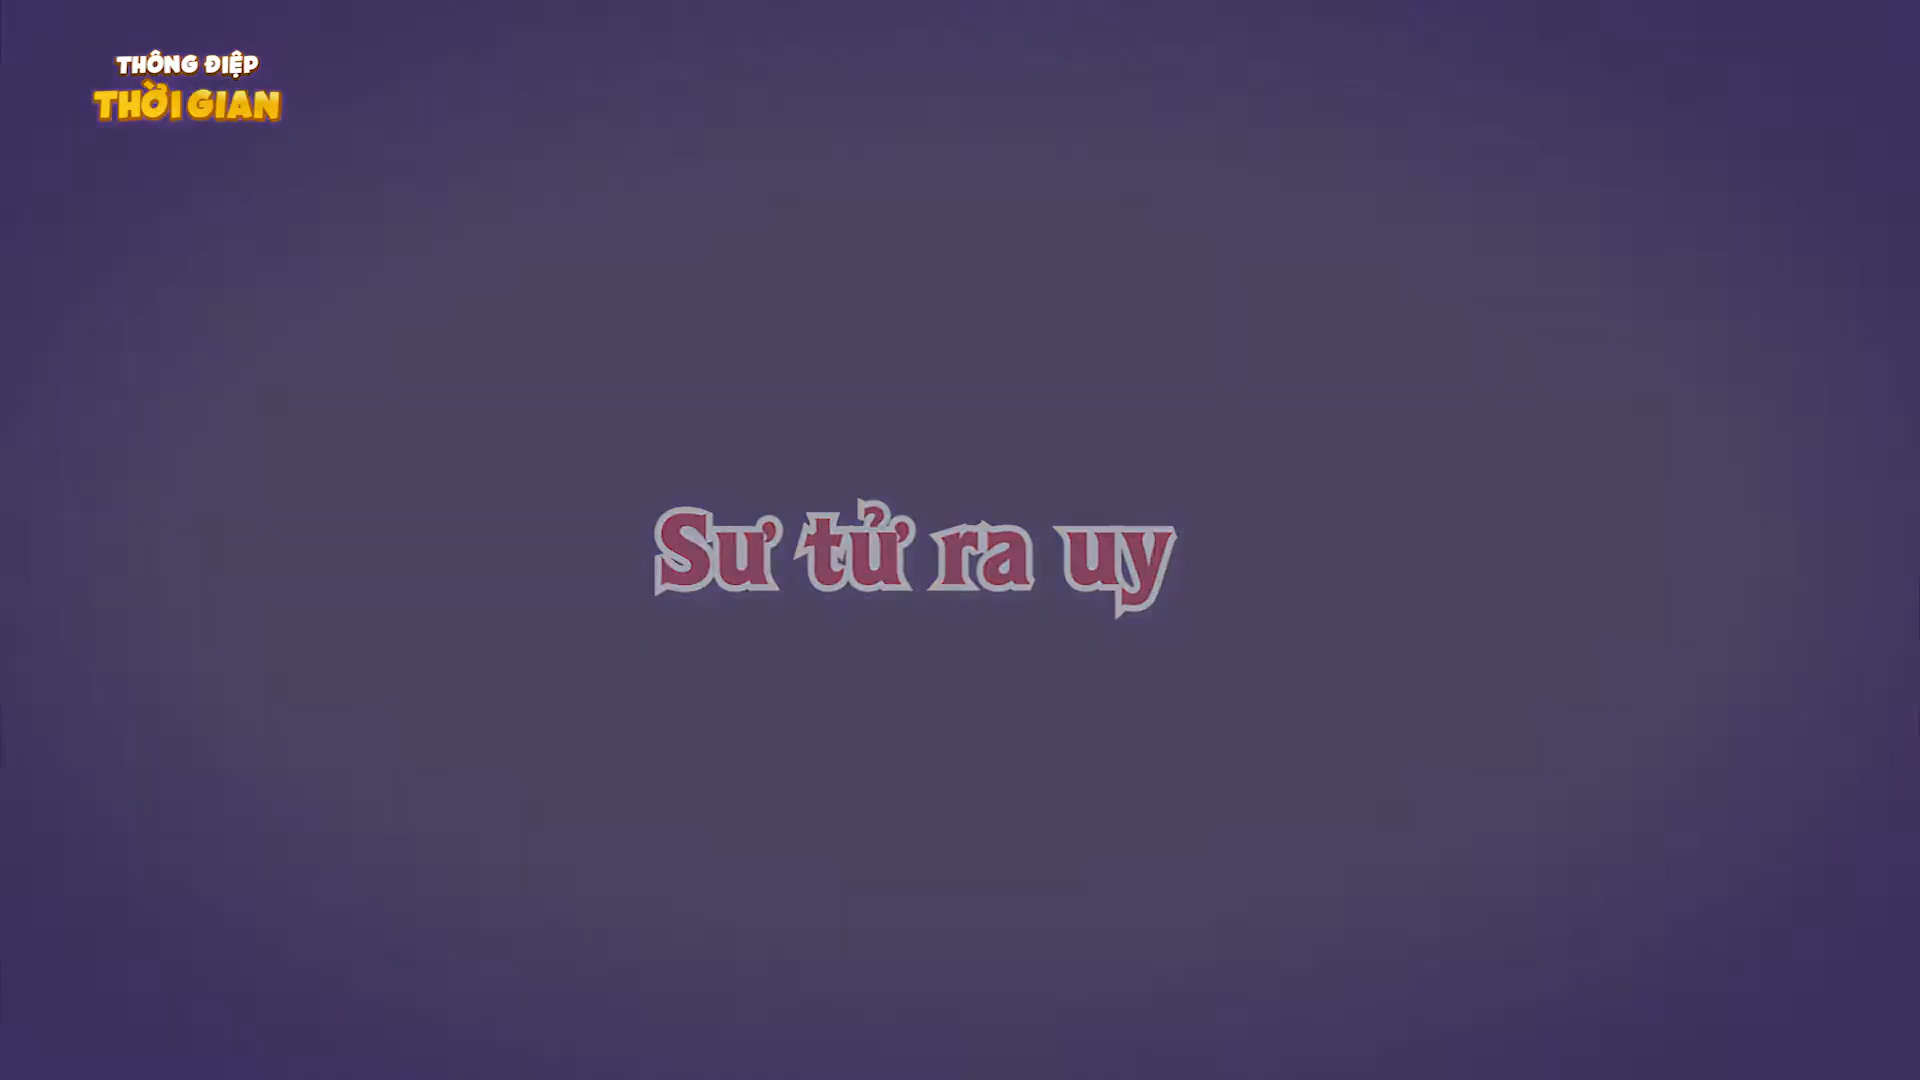 THÔNG ĐIỆP
THỜI GIAN
Sư tử ra uy